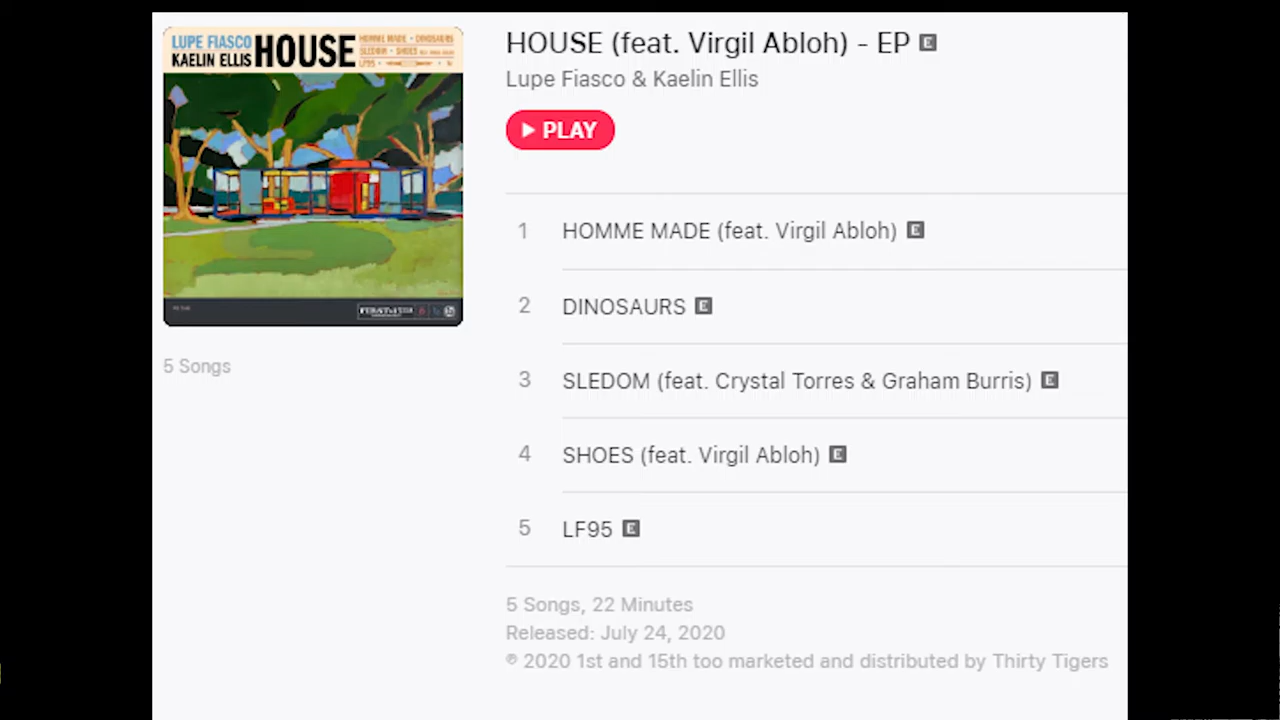 LUPE FIASCO
KAELIN ELLIS
HOUSE
HOMME MADE • DINOSAURS
SLEDOM • SHOES
LF95
HOUSE (feat. Virgil Abloh) - EP E
Lupe Fiasco & Kaelin Ellis
PLAY
1 HOMME MADE (feat. Virgil Abloh) E
2 DINOSAURS E
3 SLEDOM (feat. Crystal Torres & Graham Burris) E
4 SHOES (feat. Virgil Abloh) E
5 LF95 E
5 Songs
5 Songs, 22 Minutes
Released: July 24, 2020
℗ 2020 1st and 15th too marketed and distributed by Thirty Tigers